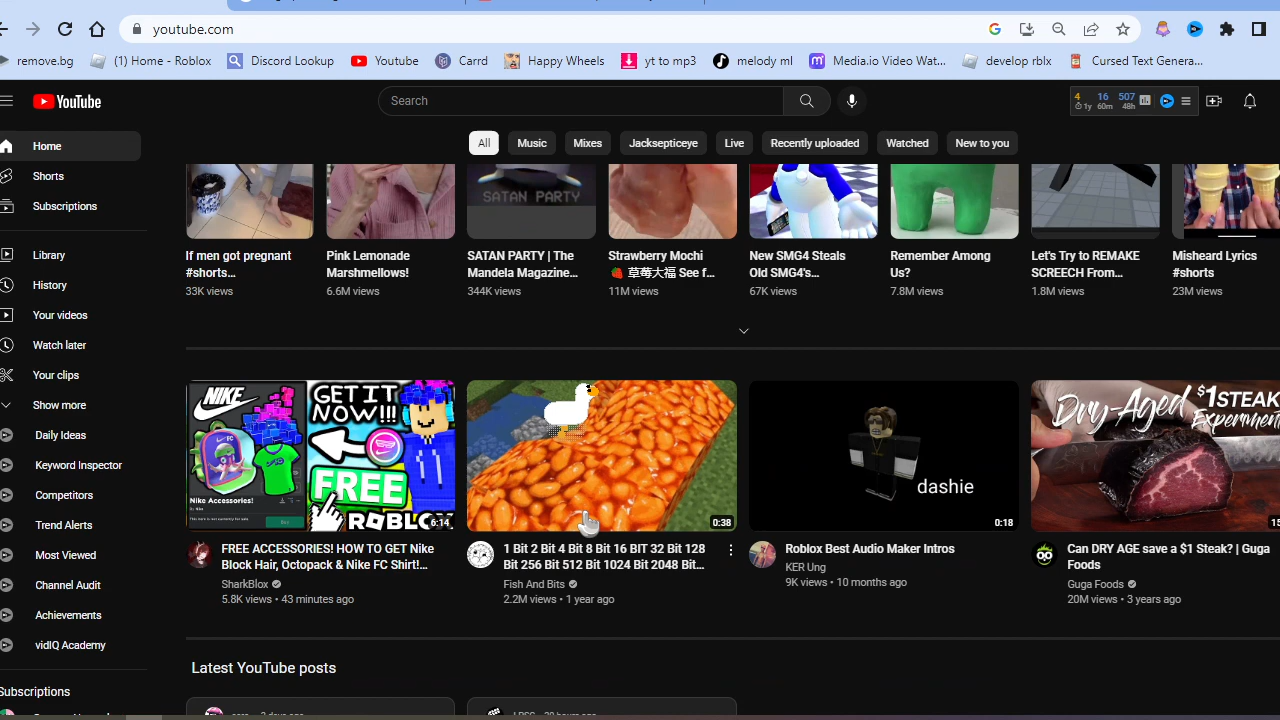 youtube.com
remove.bg
(1) Home - Roblox
Discord Lookup
Youtube
Carrd
Happy Wheels
yt to mp3
melody ml
Media.io Video Wat...
develop rblx
Cursed Text Genera...
YouTube
Search
4 16 507
1y 60m 48h
All
Music
Mixes
Jacksepticeye
Live
Recently uploaded
Watched
New to you
Home
Shorts
Subscriptions
Library
History
Your videos
Watch later
Your clips
Show more
Daily Ideas
Keyword Inspector
Competitors
Trend Alerts
Most Viewed
Channel Audit
Achievements
vidIQ Academy
Subscriptions
If men got pregnant
#shorts...
33K views
Pink Lemonade
Marshmellows!
6.6M views
SATAN PARTY
SATAN PARTY | The
Mandela Magazine...
344K views
Strawberry Mochi
🍓 草莓大福 See f...
11M views
New SMG4 Steals
Old SMG4's...
67K views
Remember Among
Us?
7.8M views
Let's Try to REMAKE
SCREECH From...
1.8M views
Misheard Lyrics
#shorts
23M views
NIKE
GET IT
NOW!!!
FREE
ROBLOX
Nike Accessories!
6:14
FREE ACCESSORIES! HOW TO GET Nike
Block Hair, Octopack & Nike FC Shirt!...
SharkBlox
5.8K views • 43 minutes ago
0:38
1 Bit 2 Bit 4 Bit 8 Bit 16 BIT 32 Bit 128
Bit 256 Bit 512 Bit 1024 Bit 2048 Bit...
Fish And Bits
2.2M views • 1 year ago
dashie
0:18
Roblox Best Audio Maker Intros
KER Ung
9K views • 10 months ago
Dry-Aged $1 STEAK
Experiment
Can DRY AGE save a $1 Steak? | Guga
Foods
Guga Foods
20M views • 3 years ago
Latest YouTube posts